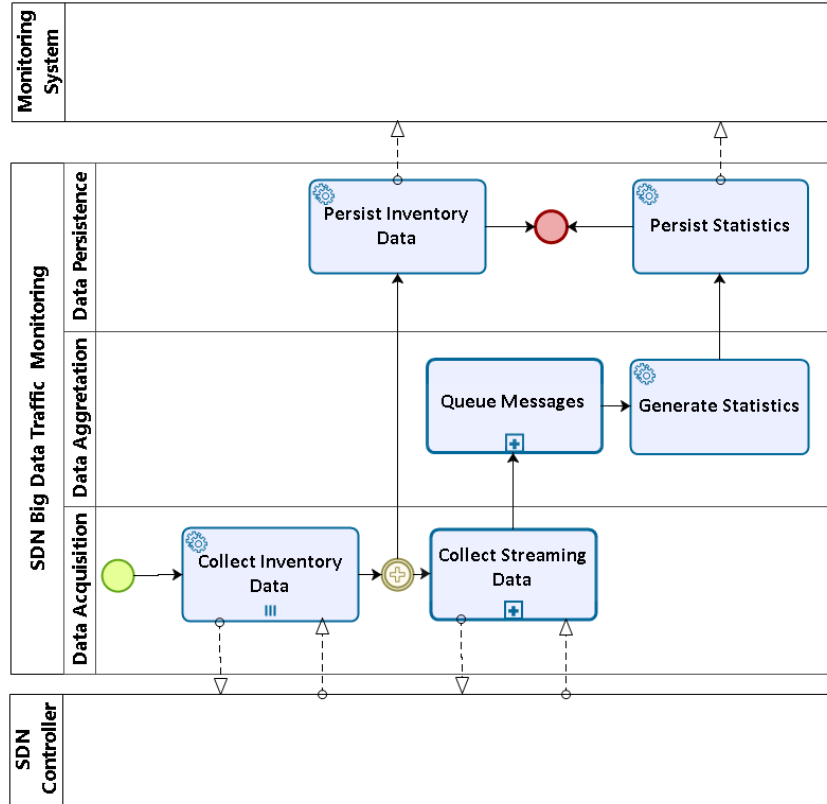 Monitoring
System
SDN Big Data Traffic Monitoring
Data Persistence
Persist Inventory
Data
Persist Statistics
Data Aggretation
Queue Messages
Generate Statistics
Data Acquisition
Collect Inventory
Data
Collect Streaming
Data
SDN
Controller